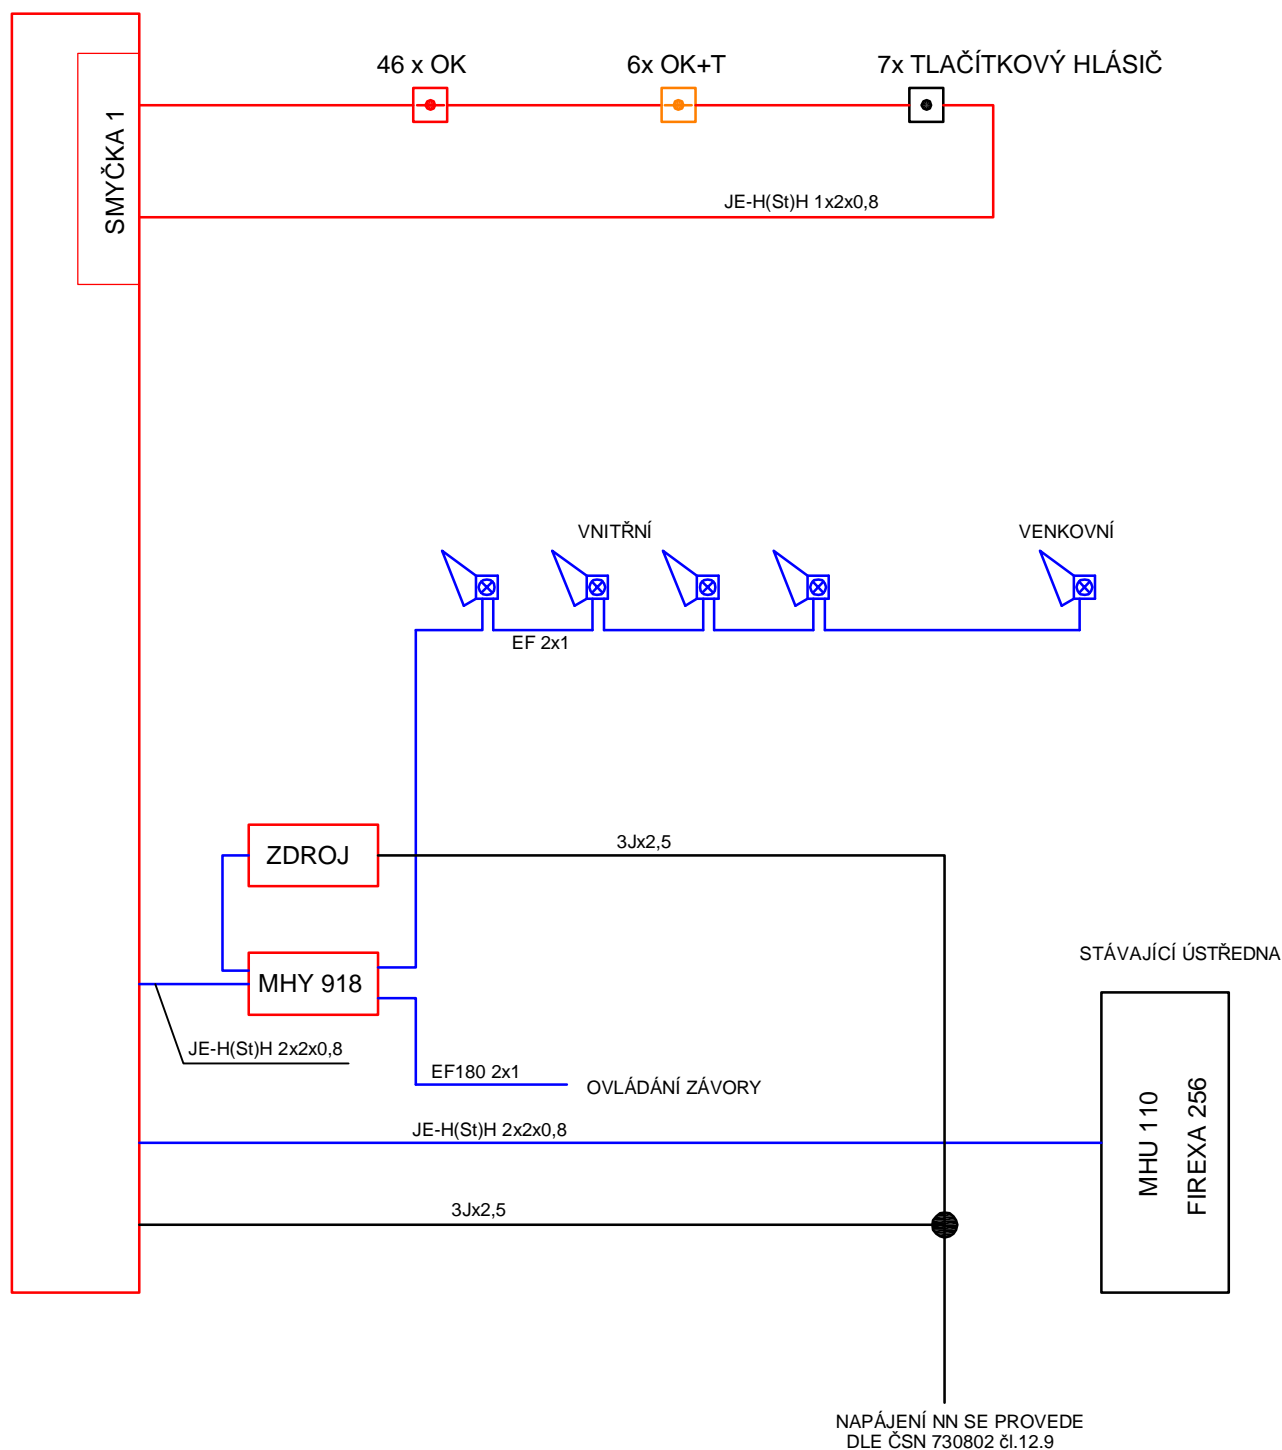 46 x OK
6x OK+T
7x TLAČÍTKOVÝ HLÁSIČ
SMYČKA 1
JE-H(St)H 1x2x0,8
VNITŘNÍ
VENKOVNÍ
EF 2x1
ZDROJ
3Jx2,5
MHY 918
STÁVAJÍCÍ ÚSTŘEDNA
JE-H(St)H 2x2x0,8
EF180 2x1
OVLÁDÁNÍ ZÁVORY
JE-H(St)H 2x2x0,8
MHU 110
FIREXA 256
3Jx2,5
NAPÁJENÍ NN SE PROVEDE
DLE ČSN 730802 čl.12.9